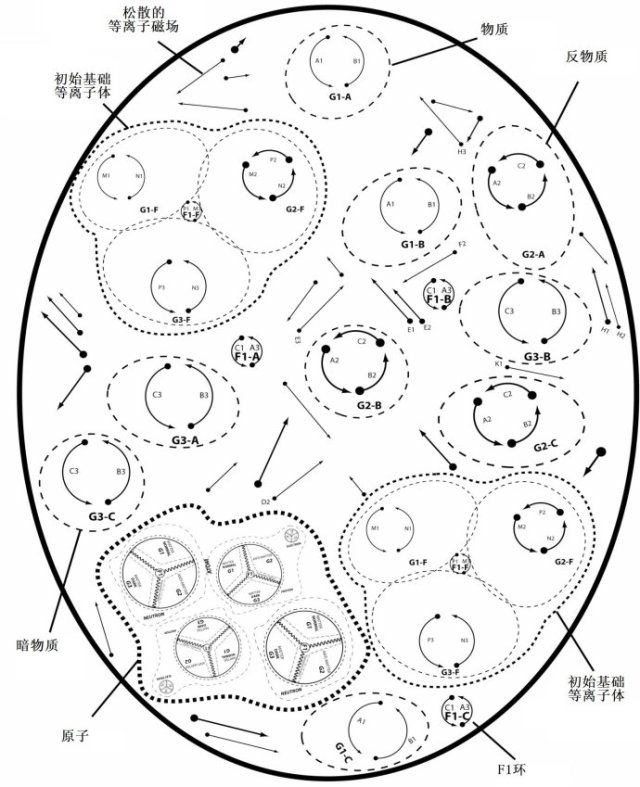 松散的
等离子磁场
物质
反物质
初始基础
等离子体
A1 B1
G1-A
H3
M1 N1
G1-F
P2
M2
N2
G2-F
F1-F
P3 N3
G3-F
A1 B1
G1-B
C2
A2
B2
G2-A
F2
C1 A3
F1-B
E1 E2
E3
C3 B3
G3-B
H1 H2
K1
C1 A3
F1-A
C2
A2
B2
G2-B
C3 B3
G3-A
C2
A2
B2
G2-C
C3 B3
G3-C
D2
M1 N1
G1-F
P2
M2
N2
G2-F
F1-F
P3 N3
G3-F
NEUTRON
NEUTRON
暗物质
原子
初始基础
等离子体
A1
B1
G1-C
C1 A3
F1-C
F1环